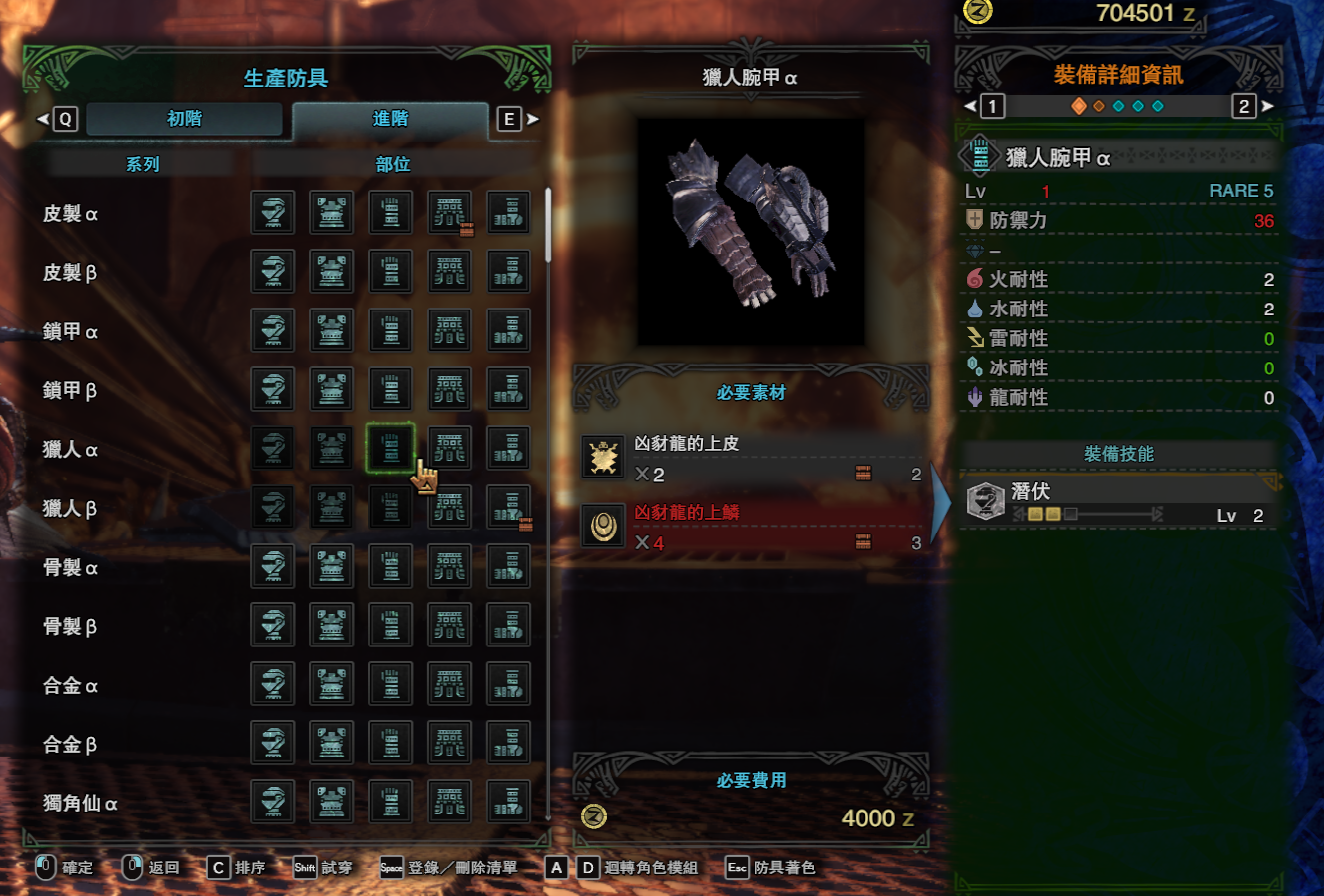 704501 z
生產防具
Q 初階 進階 E
系列 部位
皮製 α
皮製 β
鎖甲 α
鎖甲 β
獵人 α
獵人 β
骨製 α
骨製 β
合金 α
合金 β
獨角仙 α
獵人腕甲 α
必要素材
凶豺龍的上皮
X 2 2
凶豺龍的上鱗
X 4 3
必要費用
4000 z
裝備詳細資訊
1 2
獵人腕甲 α
Lv 1 RARE 5
防禦力 36
–
火耐性 2
水耐性 2
雷耐性 0
冰耐性 0
龍耐性 0
裝備技能
潛伏
Lv 2
確定 返回 C 排序 Shift 試穿 Space 登錄／刪除清單 A D 迴轉角色模組 Esc 防具著色